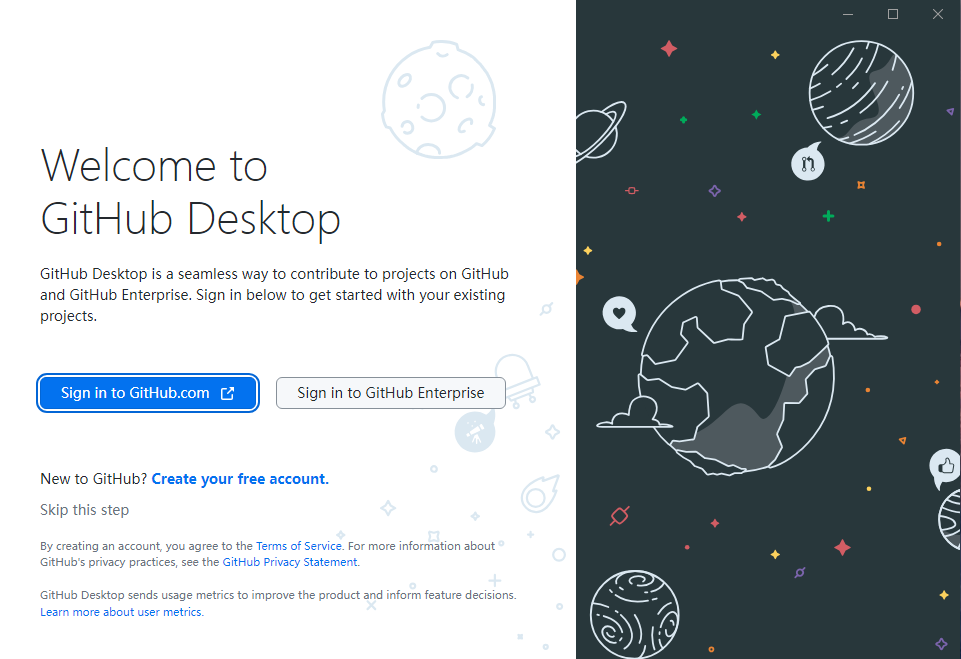 Welcome to
GitHub Desktop
GitHub Desktop is a seamless way to contribute to projects on GitHub
and GitHub Enterprise. Sign in below to get started with your existing
projects.
Sign in to GitHub.com
Sign in to GitHub Enterprise
New to GitHub? Create your free account.
Skip this step
By creating an account, you agree to the Terms of Service. For more information about
GitHub's privacy practices, see the GitHub Privacy Statement.
GitHub Desktop sends usage metrics to improve the product and inform feature decisions.
Learn more about user metrics.